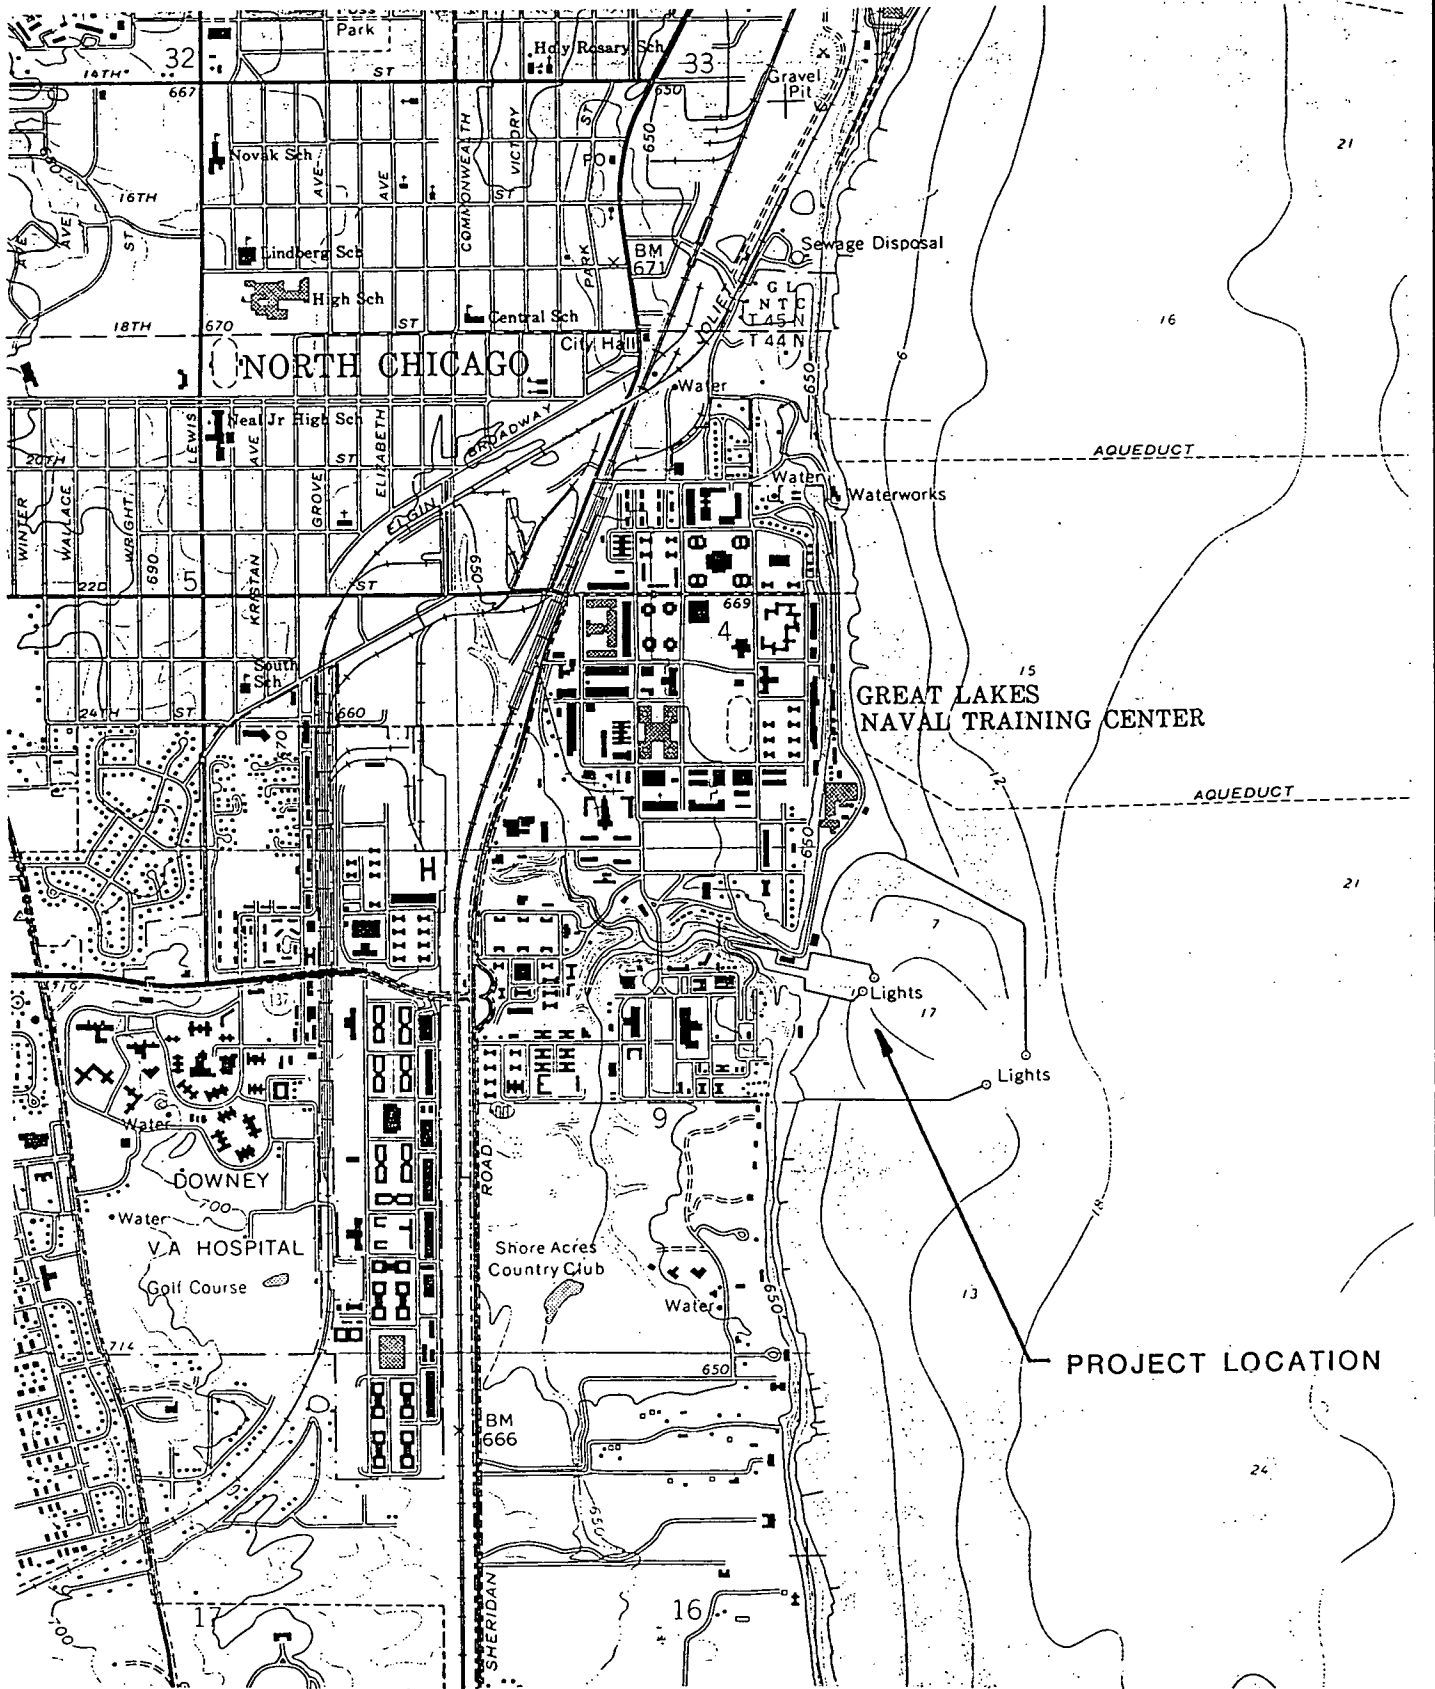 Park
Holy Rosary Sch
32
33
14TH
ST
667
650
Gravel
Pit
21
650
ST
COMMONWEALTH
VICTORY
PO
Novak Sch
AVE
AVE
16TH
ST
ST
AVE
AVE
Lindberg Sch
PARK
BM
671
Sewage Disposal
High Sch
G L
N T C
T 45 N
T 44 N
JOLIET
16
18TH
670
ST
Central Sch
City Hall
6
NORTH CHICAGO
Water
650
LEWIS
Neal Jr High Sch
AVE
ELIZABETH
BROADWAY
20TH
ST
AQUEDUCT
Water
Waterworks
WINTER
WALLACE
WRIGHT
GROVE
ELGIN
690
5
22D
KRISTAN
ST
650
669
4
South
Sch
15
24TH
ST
660
GREAT LAKES
NAVAL TRAINING CENTER
670
12
AQUEDUCT
650
H
21
7
H
137
Lights
17
Lights
Water
9
DOWNEY
ROAD
700
Water
18
V A HOSPITAL
Shore Acres
Country Club
Golf Course
Water
650
13
714
650
PROJECT LOCATION
BM
666
24
650
SHERIDAN
17
16
700